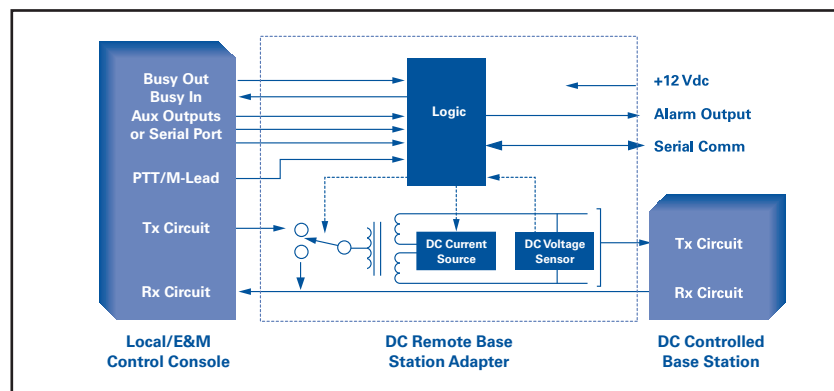 Busy Out
Busy In
Aux Outputs
or Serial Port
PTT/M-Lead
Tx Circuit
Rx Circuit
Local/E&M
Control Console
Logic
DC Current
Source
DC Voltage
Sensor
DC Remote Base
Station Adapter
+12 Vdc
Alarm Output
Serial Comm
Tx Circuit
Rx Circuit
DC Controlled
Base Station